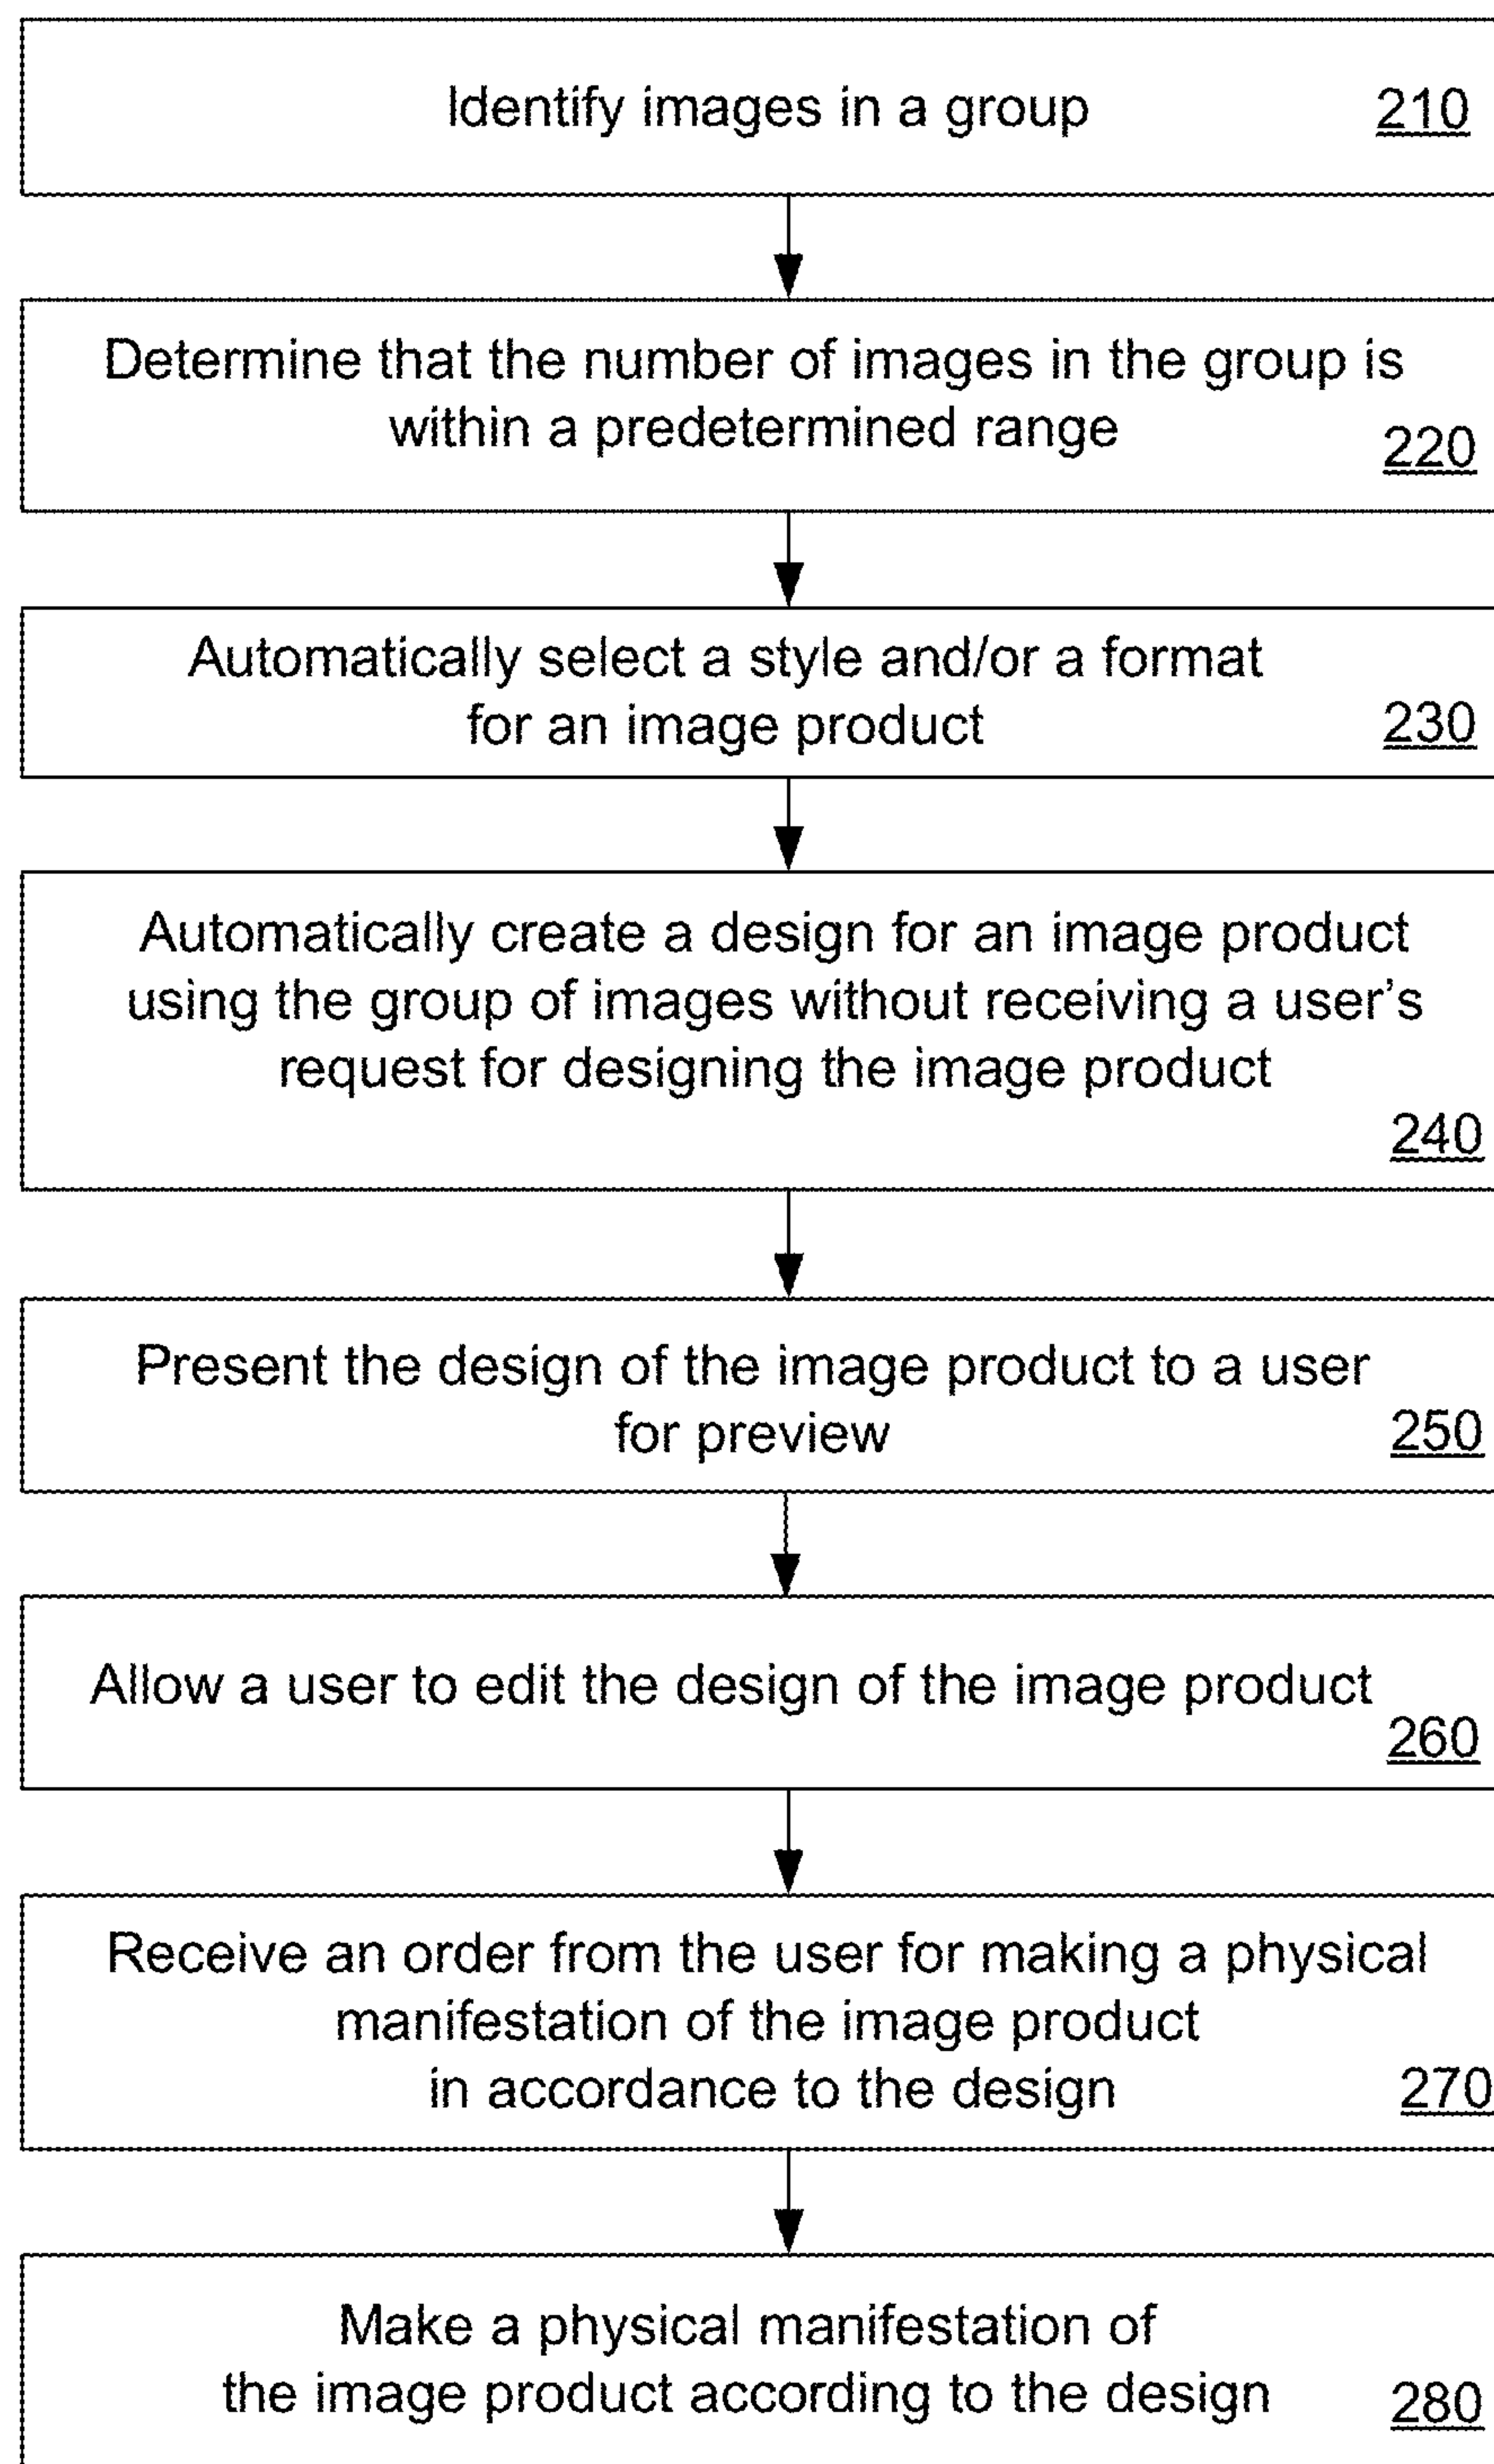 Identify images in a group 210
Determine that the number of images in the group is
within a predetermined range
220
Automatically select a style and/or a format
for an image product 230
Automatically create a design for an image product
using the group of images without receiving a user’s
request for designing the image product
240
Present the design of the image product to a user
for preview 250
Allow a user to edit the design of the image product
260
Receive an order from the user for making a physical
manifestation of the image product
in accordance to the design 270
Make a physical manifestation of
the image product according to the design 280